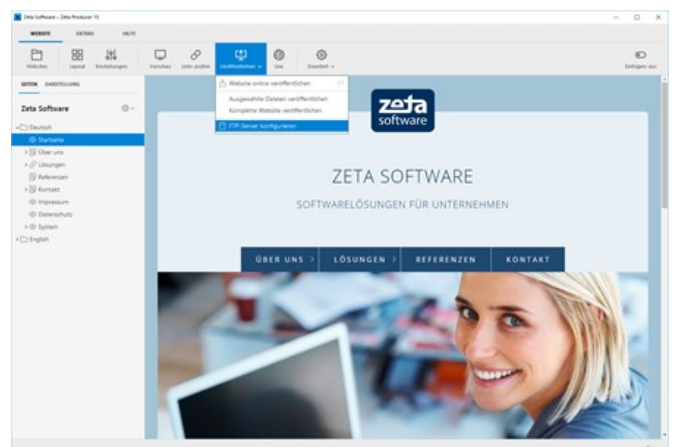 Zeta Software - Zeta Producer 15
WEBSITE EXTRAS HILFE
Websites Layout Einstellungen Vorschau Links prüfen Veröffentlichen Live Erweitert Einfügen aus
SEITEN DARSTELLUNG
Zeta Software
Deutsch
Startseite
Über uns
Lösungen
Referenzen
Kontakt
Impressum
Datenschutz
System
English
Website online veröffentlichen
Ausgewählte Dateien veröffentlichen
Komplette Website veröffentlichen
FTP-Server konfigurieren
zeta
software
ZETA SOFTWARE
SOFTWARELÖSUNGEN FÜR UNTERNEHMEN
ÜBER UNS > LÖSUNGEN > REFERENZEN KONTAKT